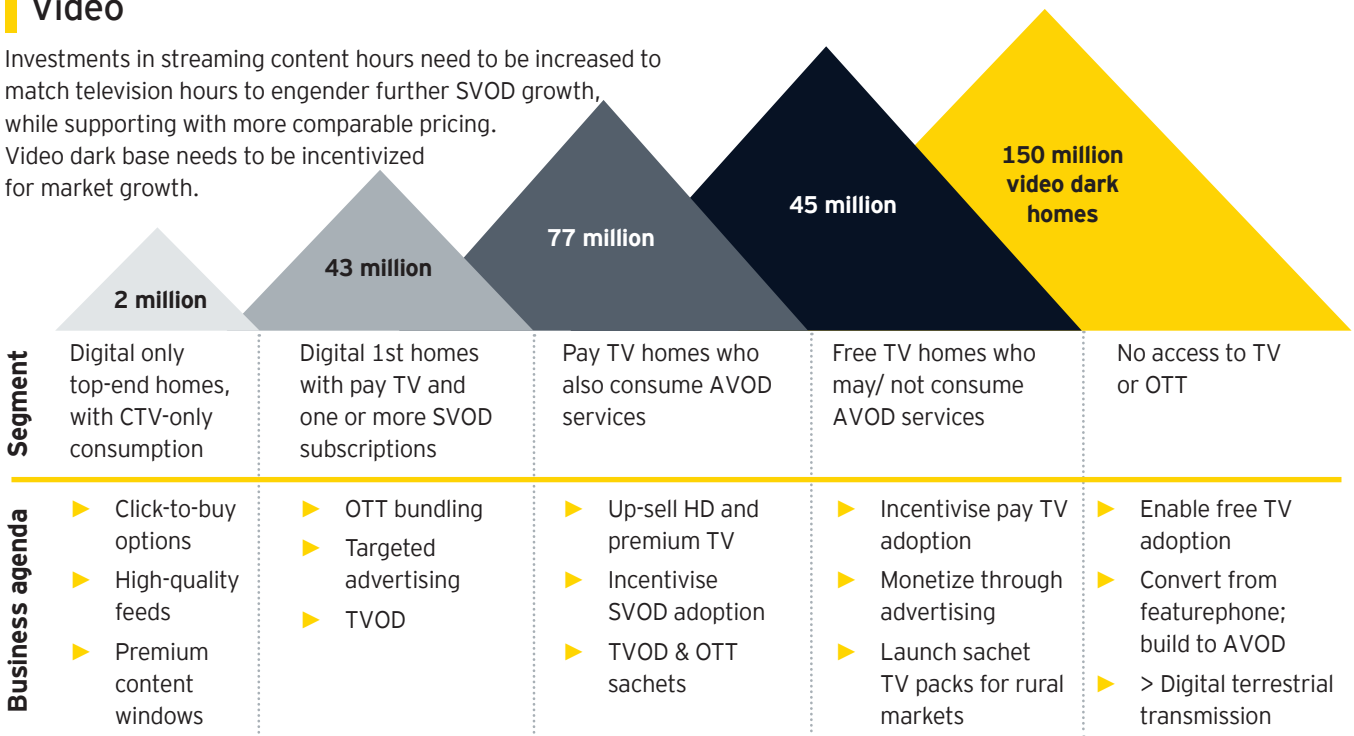 Video
Investments in streaming content hours need to be increased to
match television hours to engender further SVOD growth,
while supporting with more comparable pricing.
Video dark base needs to be incentivized
for market growth.
2 million
43 million
77 million
45 million
150 million
video dark
homes
Segment
Digital only
top-end homes,
with CTV-only
consumption
Digital 1st homes
with pay TV and
one or more SVOD
subscriptions
Pay TV homes who
also consume AVOD
services
Free TV homes who
may/ not consume
AVOD services
No access to TV
or OTT
Business agenda
► Click-to-buy
options
► High-quality
feeds
► Premium
content
windows
► OTT bundling
► Targeted
advertising
► TVOD
► Up-sell HD and
premium TV
► Incentivise
SVOD adoption
► TVOD & OTT
sachets
► Incentivise pay TV
adoption
► Monetize through
advertising
► Launch sachet
TV packs for rural
markets
► Enable free TV
adoption
► Convert from
featurephone;
build to AVOD
► > Digital terrestrial
transmission